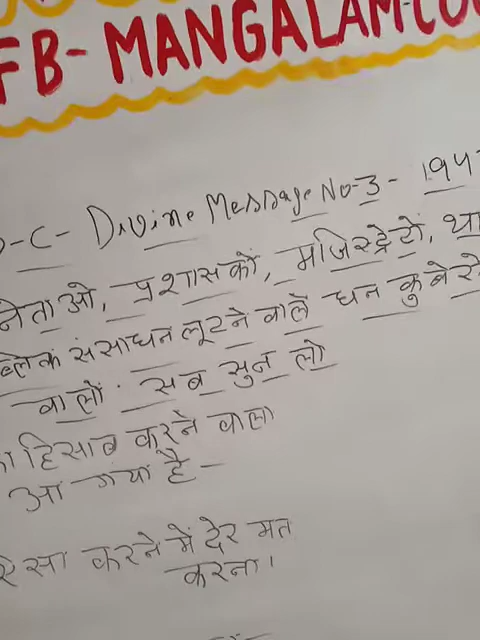 FB- MANGALAM-COU
-C- Divine Message No-3- 194
नेताओ, प्रशासकों, मजिस्ट्रेटों, था
ब्लिक संसाधन लूटने वाले धन कुबेरो
वालों. सब सुन लो
हिसाब करने वाला
आ गया है -
ऐसा करने में देर मत
करना।